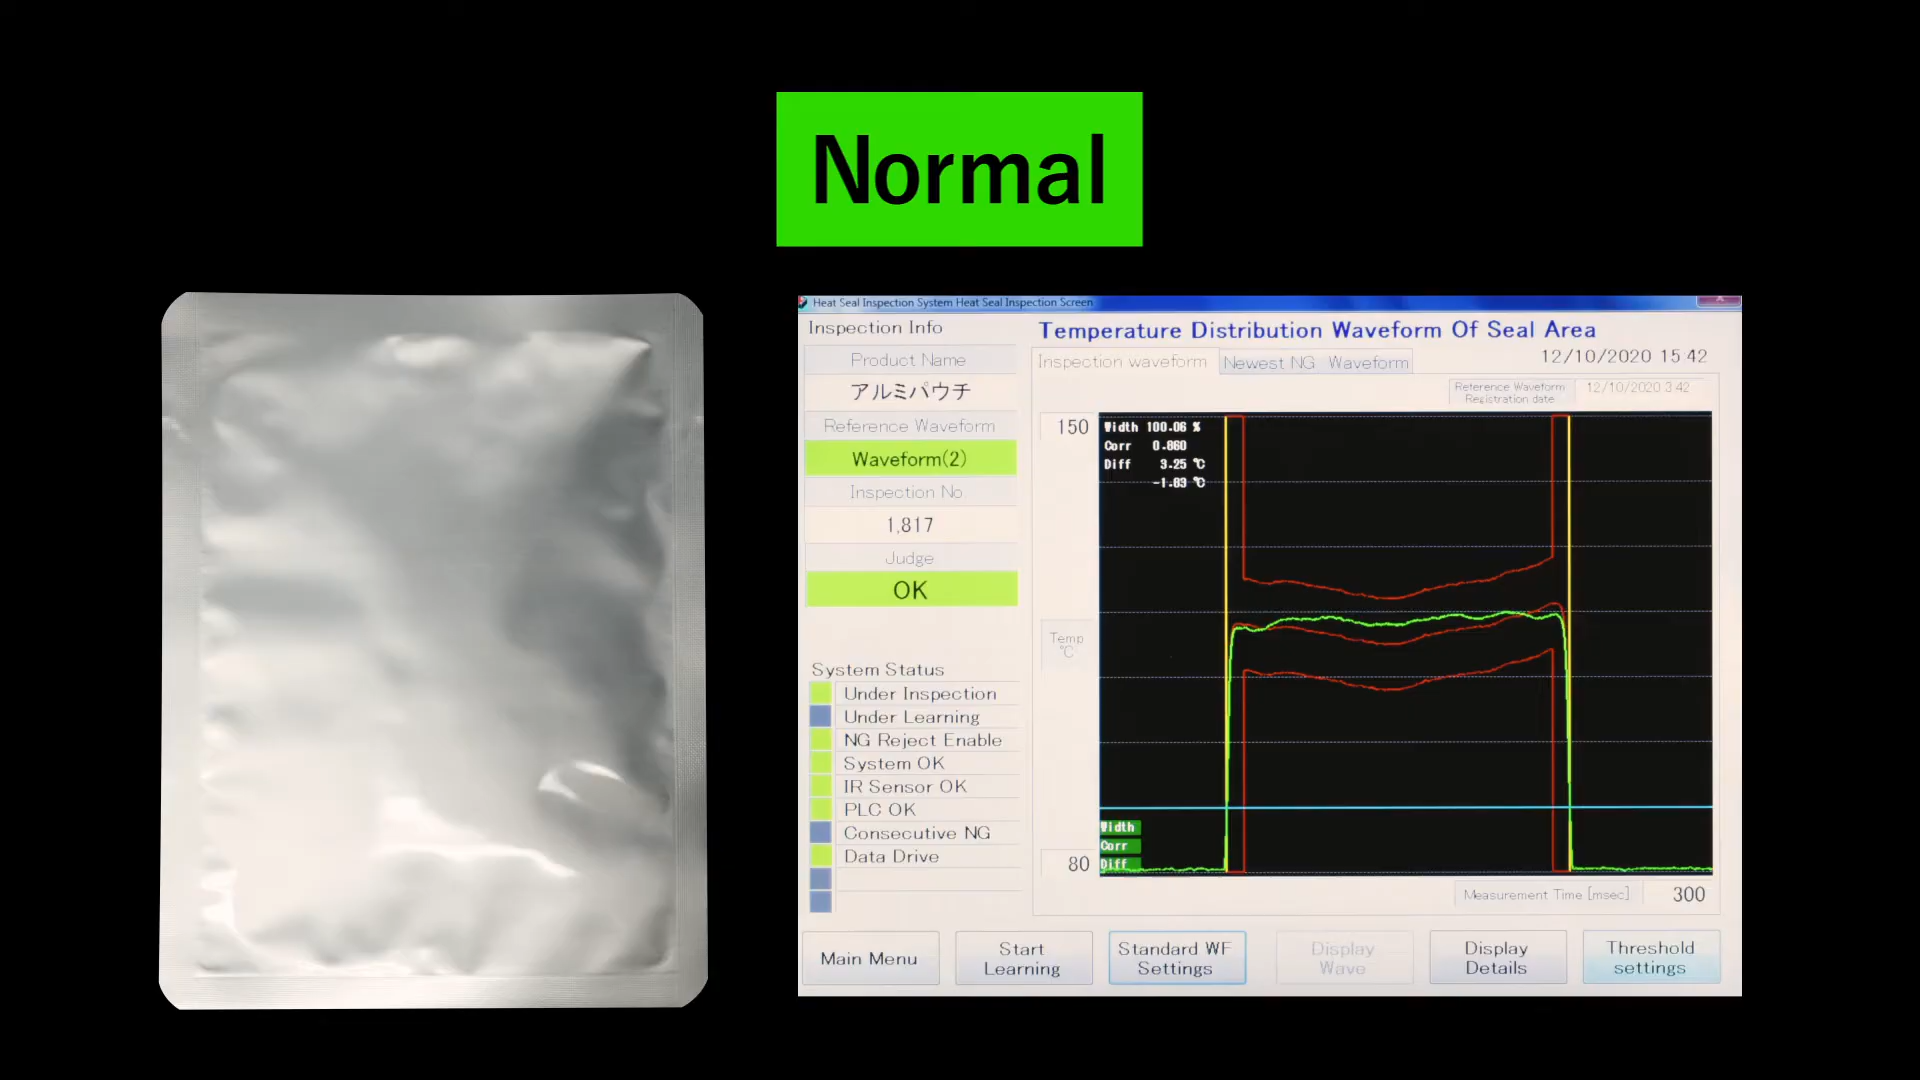 Normal
Heat Seal Inspection System Heat Seal Inspection Screen
Inspection Info
Product Name
アルミパウチ
Reference Waveform
Waveform(2)
Inspection No
1,817
Judge
OK
System Status
Under Inspection
Under Learning
NG Reject Enable
System OK
IR Sensor OK
PLC OK
Consecutive NG
Data Drive
Temperature Distribution Waveform Of Seal Area
Inspection waveform
Newest NG Waveform
12/10/2020 15 42
Reference Waveform
Registration date
12/10/2020 3 42
150
Width 100.06 %
Corr 0.860
Diff 3.25 ℃
-1.89 ℃
Temp
℃
Width
Corr
Diff
80
Measurement Time [msec]
300
Main Menu
Start
Learning
Standard WF
Settings
Display
Wave
Display
Details
Threshold
settings